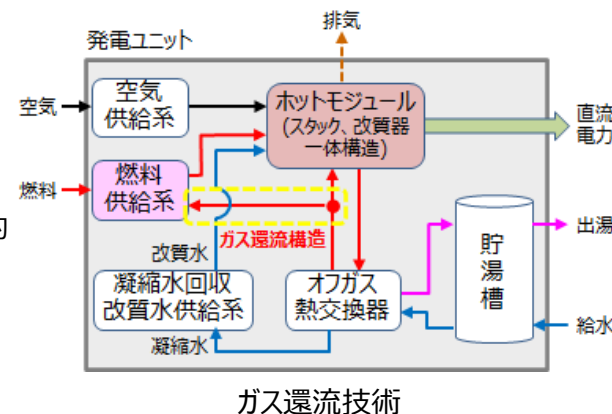 排気
発電ユニット
空気
空気
供給系
ホットモジュール
(スタック、改質器
一体構造)
直流
電力
燃料
燃料
供給系
的
ガス還流構造
出湯
改質水
凝縮水回収
改質水供給系
オフガス
熱交換器
貯
湯
槽
給水
凝縮水
ガス還流技術